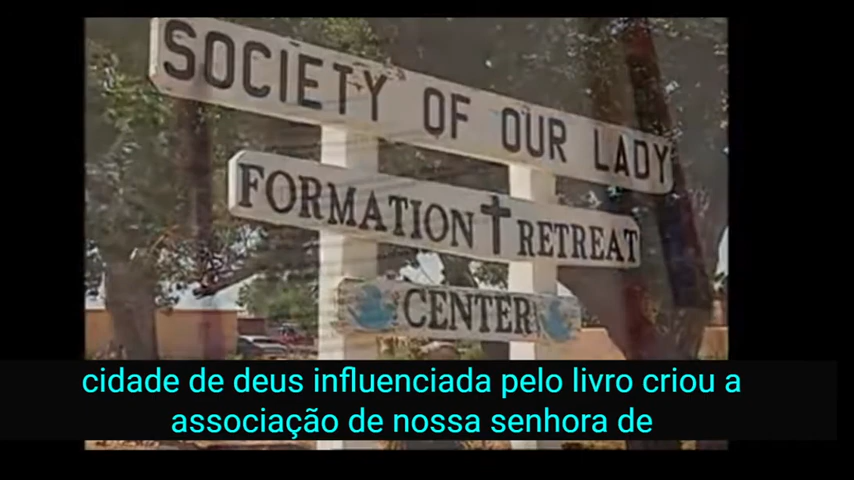 SOCIETY OF OUR LADY
FORMATION RETREAT
CENTER
cidade de deus influenciada pelo livro criou a
associação de nossa senhora de